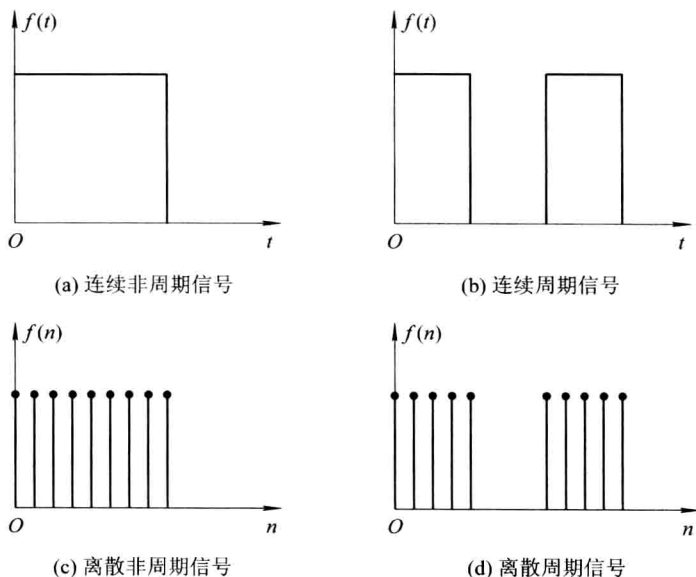 f(t)
O
t
(a) 连续非周期信号
f(t)
O
t
(b) 连续周期信号
f(n)
O
n
(c) 离散非周期信号
f(n)
O
n
(d) 离散周期信号